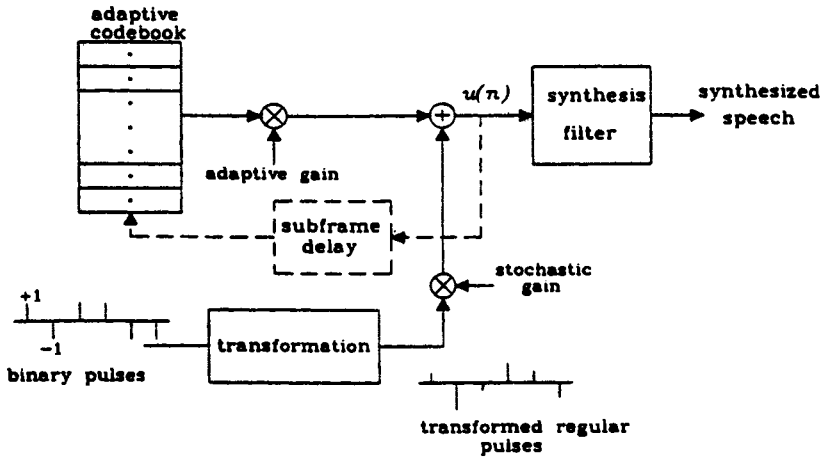 adaptive
codebook
u(n)
synthesis
filter
synthesized
speech
adaptive gain
subframe
delay
stochastic
gain
+1
-1
binary pulses
transformation
transformed regular
pulses